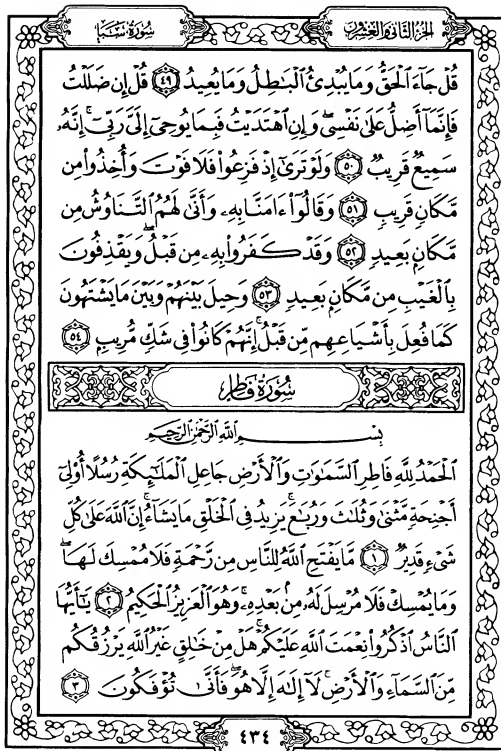 الجزء الثاني والعشرون
سورة سبأ
قُلْ جَآءَ ٱلْحَقُّ وَمَا يُبْدِئُ ٱلْبَٰطِلُ وَمَا يُعِيدُ ﴿٤٩﴾ قُلْ إِن ضَلَلْتُ
فَإِنَّمَآ أَضِلُّ عَلَىٰ نَفْسِى ۖ وَإِنِ ٱهْتَدَيْتُ فَبِمَا يُوحِىٓ إِلَىَّ رَبِّىٓ ۚ إِنَّهُۥ
سَمِيعٌ قَرِيبٌ ﴿٥٠﴾ وَلَوْ تَرَىٰٓ إِذْ فَزِعُوا۟ فَلَا فَوْتَ وَأُخِذُوا۟ مِن
مَّكَانٍ قَرِيبٍ ﴿٥١﴾ وَقَالُوٓا۟ ءَامَنَّا بِهِۦ وَأَنَّىٰ لَهُمُ ٱلتَّنَاوُشُ مِن
مَّكَانٍۭ بَعِيدٍ ﴿٥٢﴾ وَقَدْ كَفَرُوا۟ بِهِۦ مِن قَبْلُ ۖ وَيَقْذِفُونَ
بِٱلْغَيْبِ مِن مَّكَانٍۭ بَعِيدٍ ﴿٥٣﴾ وَحِيلَ بَيْنَهُمْ وَبَيْنَ مَا يَشْتَهُونَ
كَمَا فُعِلَ بِأَشْيَاعِهِم مِّن قَبْلُ ۚ إِنَّهُمْ كَانُوا۟ فِى شَكٍّ مُّرِيبٍۭ ﴿٥٤﴾
سورة فاطر
بِسْمِ ٱللَّهِ ٱلرَّحْمَٰنِ ٱلرَّحِيمِ
ٱلْحَمْدُ لِلَّهِ فَاطِرِ ٱلسَّمَٰوَٰتِ وَٱلْأَرْضِ جَاعِلِ ٱلْمَلَٰٓئِكَةِ رُسُلًا أُو۟لِىٓ
أَجْنِحَةٍ مَّثْنَىٰ وَثُلَٰثَ وَرُبَٰعَ ۚ يَزِيدُ فِى ٱلْخَلْقِ مَا يَشَآءُ ۚ إِنَّ ٱللَّهَ عَلَىٰ كُلِّ
شَىْءٍ قَدِيرٌ ﴿١﴾ مَّا يَفْتَحِ ٱللَّهُ لِلنَّاسِ مِن رَّحْمَةٍ فَلَا مُمْسِكَ لَهَا ۖ
وَمَا يُمْسِكْ فَلَا مُرْسِلَ لَهُۥ مِنۢ بَعْدِهِۦ ۚ وَهُوَ ٱلْعَزِيزُ ٱلْحَكِيمُ ﴿٢﴾ يَٰٓأَيُّهَا
ٱلنَّاسُ ٱذْكُرُوا۟ نِعْمَتَ ٱللَّهِ عَلَيْكُمْ ۚ هَلْ مِنْ خَٰلِقٍ غَيْرُ ٱللَّهِ يَرْزُقُكُم
مِّنَ ٱلسَّمَآءِ وَٱلْأَرْضِ ۚ لَآ إِلَٰهَ إِلَّا هُوَ ۖ فَأَنَّىٰ تُؤْفَكُونَ ﴿٣﴾
٤٣٤